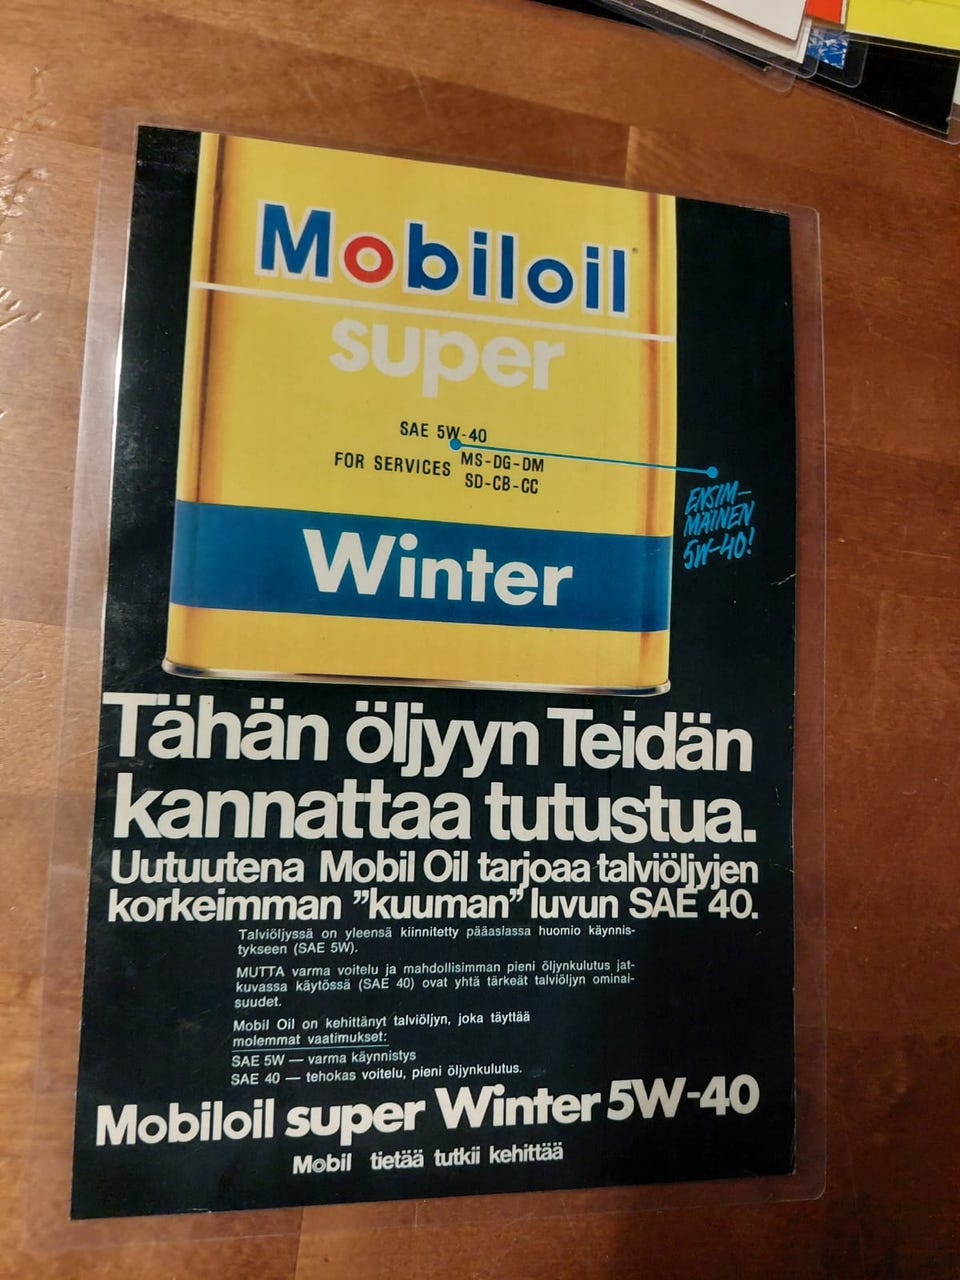 Mobiloil
super
SAE 5W-40
FOR SERVICES MS-DG-DM
SD-CB-CC
ENSIM-
MÄINEN
5W-40!
Winter
Tähän öljyyn Teidän
kannattaa tutustua.
Uutuutena Mobil Oil tarjoaa talviöljyjen
korkeimman ”kuuman” luvun SAE 40.
Talviöljyssä on yleensä kiinnitetty pääasiassa huomio käynnis-
tykseen (SAE 5W).
MUTTA varma voitelu ja mahdollisimman pieni öljynkulutus jat-
kuvassa käytössä (SAE 40) ovat yhtä tärkeät talviöljyn ominai-
suudet.
Mobil Oil on kehittänyt talviöljyn, joka täyttää
molemmat vaatimukset:
SAE 5W — varma käynnistys
SAE 40 — tehokas voitelu, pieni öljynkulutus.
Mobiloil super Winter 5W-40
Mobil tietää tutkii kehittää